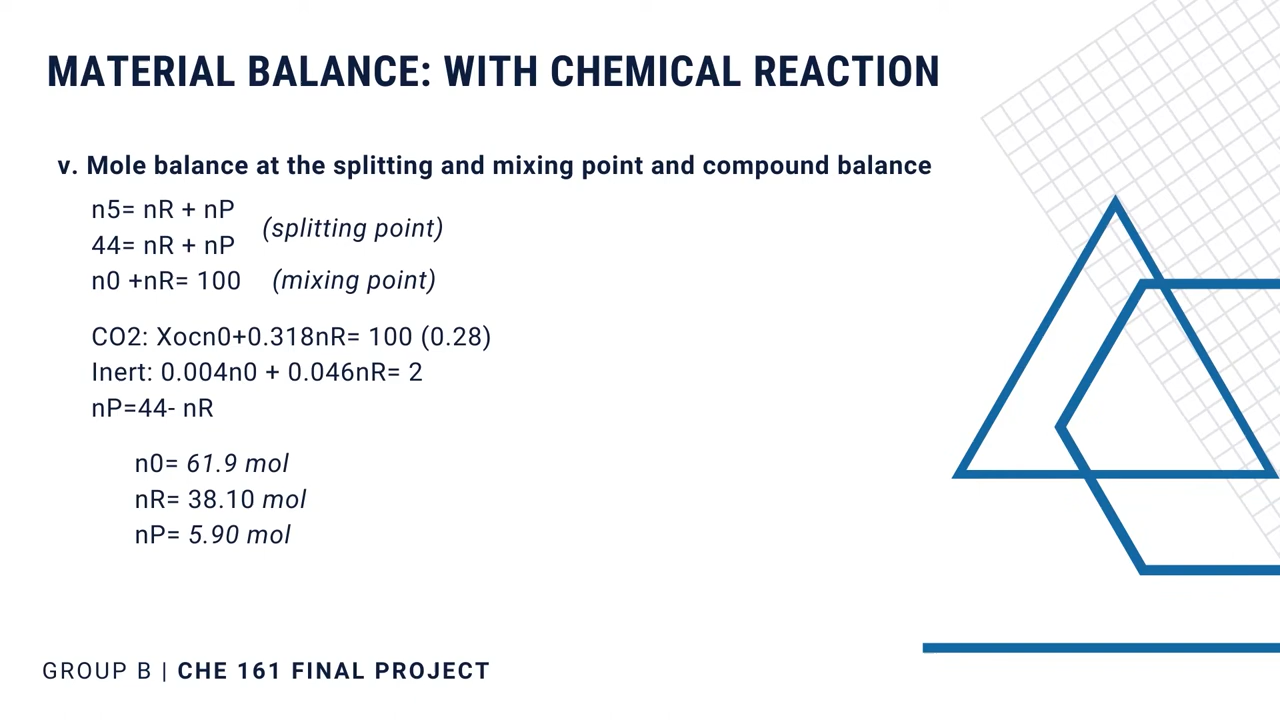 MATERIAL BALANCE: WITH CHEMICAL REACTION
v. Mole balance at the splitting and mixing point and compound balance
n5= nR + nP
(splitting point)
44= nR + nP
n0 +nR= 100 (mixing point)
CO2: Xocn0+0.318nR= 100 (0.28)
Inert: 0.004n0 + 0.046nR= 2
nP=44- nR
n0= 61.9 mol
nR= 38.10 mol
nP= 5.90 mol
GROUP B | CHE 161 FINAL PROJECT